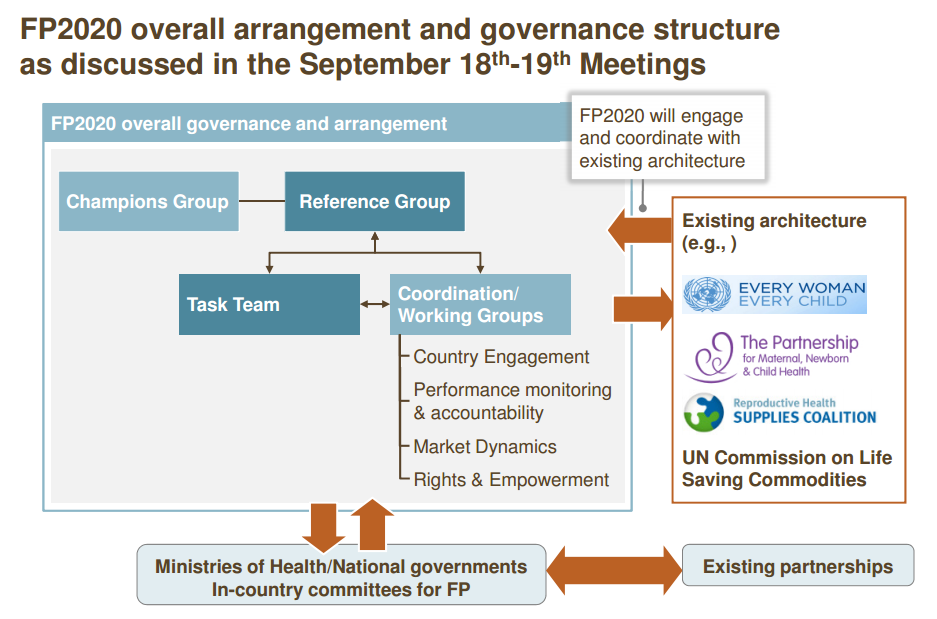 FP2020 overall arrangement and governance structure
as discussed in the September 18th-19th Meetings
FP2020 overall governance and arrangement
FP2020 will engage
and coordinate with
existing architecture
Champions Group
Reference Group
Task Team
Coordination/
Working Groups
Country Engagement
Performance monitoring
& accountability
Market Dynamics
Rights & Empowerment
Existing architecture
(e.g., )
EVERY WOMAN
EVERY CHILD
The Partnership
for Maternal, Newborn
& Child Health
Reproductive Health
SUPPLIES COALITION
UN Commission on Life
Saving Commodities
Ministries of Health/National governments
In-country committees for FP
Existing partnerships